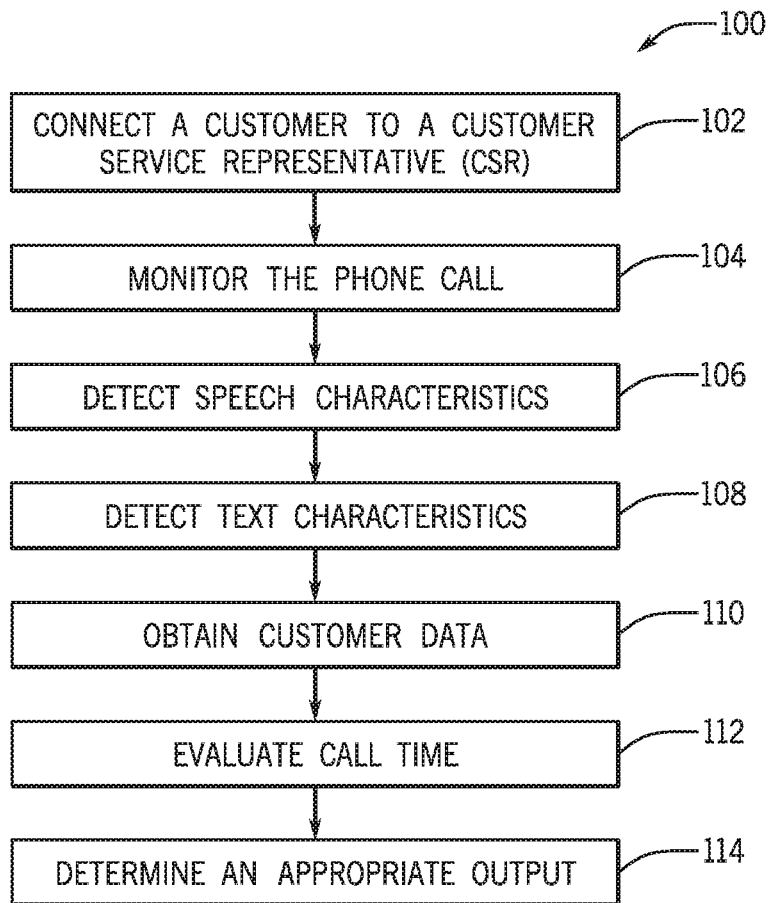 100
CONNECT A CUSTOMER TO A CUSTOMER
SERVICE REPRESENTATIVE (CSR)
102
MONITOR THE PHONE CALL
104
DETECT SPEECH CHARACTERISTICS
106
DETECT TEXT CHARACTERISTICS
108
OBTAIN CUSTOMER DATA
110
EVALUATE CALL TIME
112
DETERMINE AN APPROPRIATE OUTPUT
114